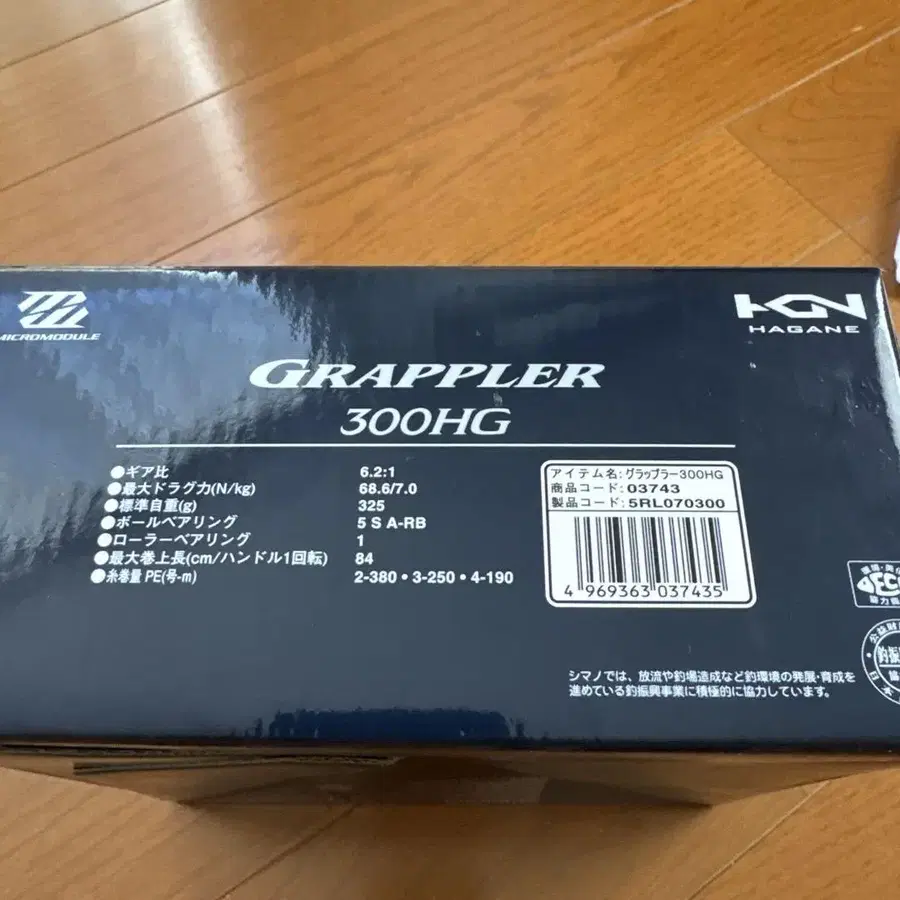 MICROMODULE
HGN
HAGANE
GRAPPLER
300HG
●ギア比 6.2:1
●最大ドラグ力(N/kg) 68.6/7.0
●標準自重(g) 325
●ボールベアリング 5 S A-RB
●ローラーベアリング 1
●最大巻上長(cm/ハンドル1回転) 84
●糸巻量 PE(号-m) 2-380・3-250・4-190
アイテム名:グラップラー300HG
商品コード:03743
製品コード:5RL070300
4 969363 037435
シマノでは、放流や釣場造成など釣環境の発展・育成を
進めている釣振興事業に積極的に協力しています。